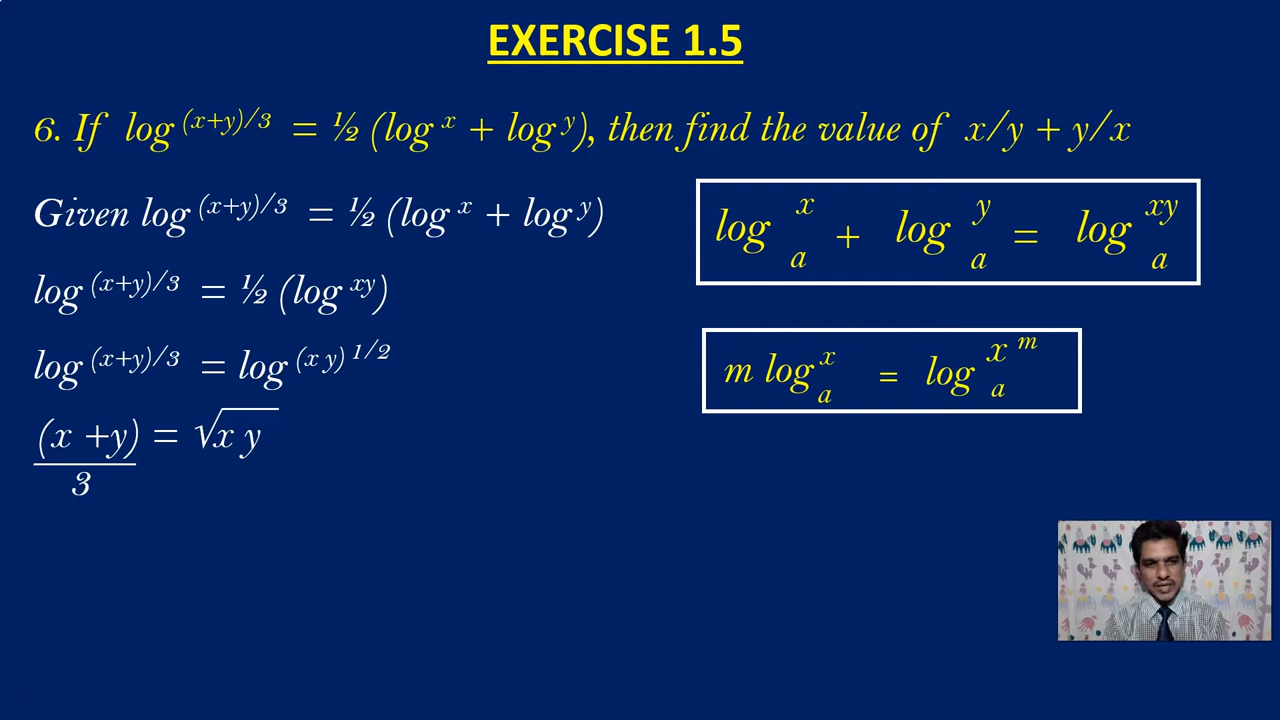 EXERCISE 1.5
6. If log (x+y)/3 = ½ (log x + log y), then find the value of x/y + y/x
Given log (x+y)/3 = ½ (log x + log y)
log x a + log y a = log xy a
log (x+y)/3 = ½ (log xy)
log (x+y)/3 = log (x y) 1/2
m log x a = log x m a
(x +y) = √x y
3